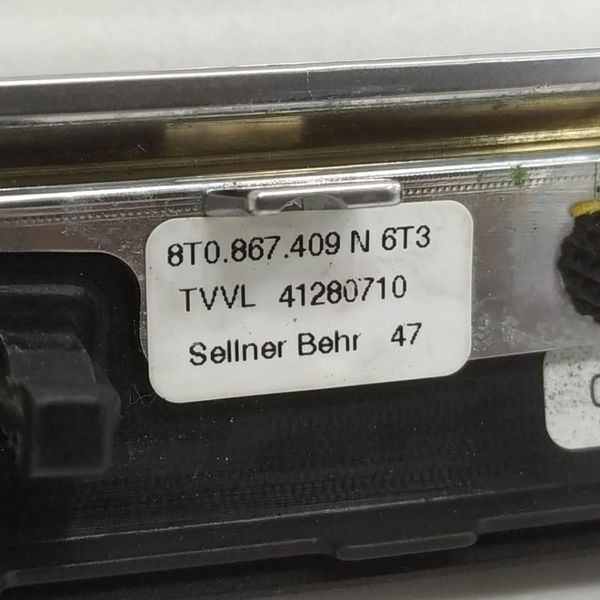 8T0.867.409 N 6T3
TVVL 41280710
Sellner Behr 47